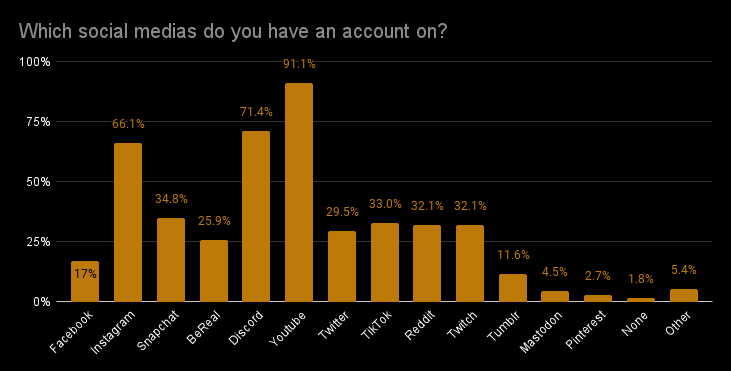 Which social medias do you have an account on?
100%
75%
50%
25%
0%
17%
66.1%
34.8%
25.9%
71.4%
91.1%
29.5%
33.0%
32.1%
32.1%
11.6%
4.5%
2.7%
1.8%
5.4%
Facebook
Instagram
Snapchat
BeReal
Discord
Youtube
Twitter
TikTok
Reddit
Twitch
Tumblr
Mastodon
Pinterest
None
Other